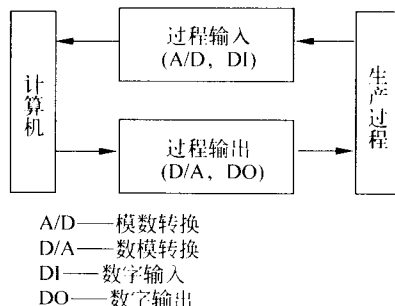 过程输入
(A/D, DI)
计算机
生产过程
过程输出
(D/A, DO)
A/D——模数转换
D/A——数模转换
DI——数字输入
DO——数字输出